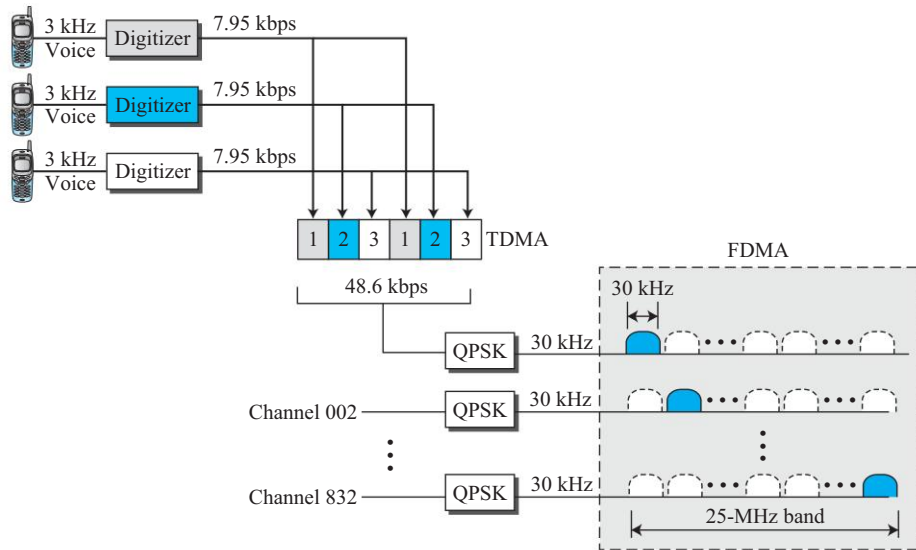 3 kHz
Voice
Digitizer
7.95 kbps
3 kHz
Voice
Digitizer
7.95 kbps
3 kHz
Voice
Digitizer
7.95 kbps
1 2 3 1 2 3 TDMA
48.6 kbps
FDMA
30 kHz
QPSK 30 kHz
Channel 002 QPSK 30 kHz
Channel 832 QPSK 30 kHz
25-MHz band